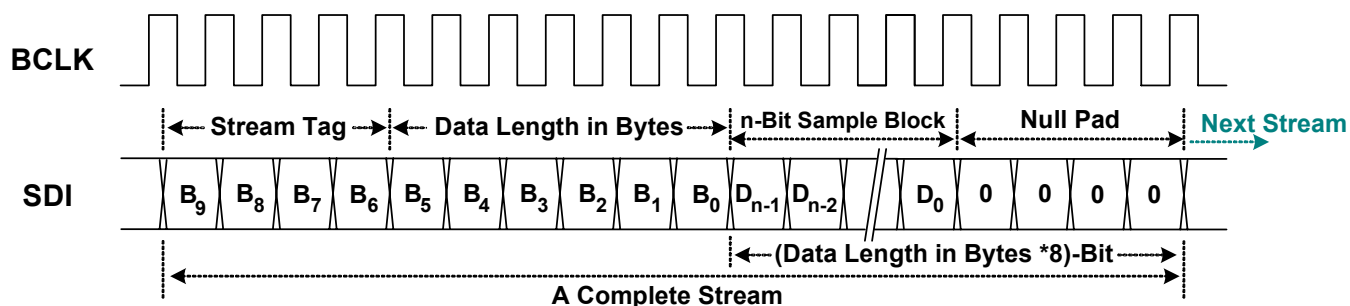 BCLK
Stream Tag Data Length in Bytes n-Bit Sample Block Null Pad Next Stream
SDI B9 B8 B7 B6 B5 B4 B3 B2 B1 B0 Dn-1 Dn-2 D0 0 0 0 0
(Data Length in Bytes *8)-Bit
A Complete Stream